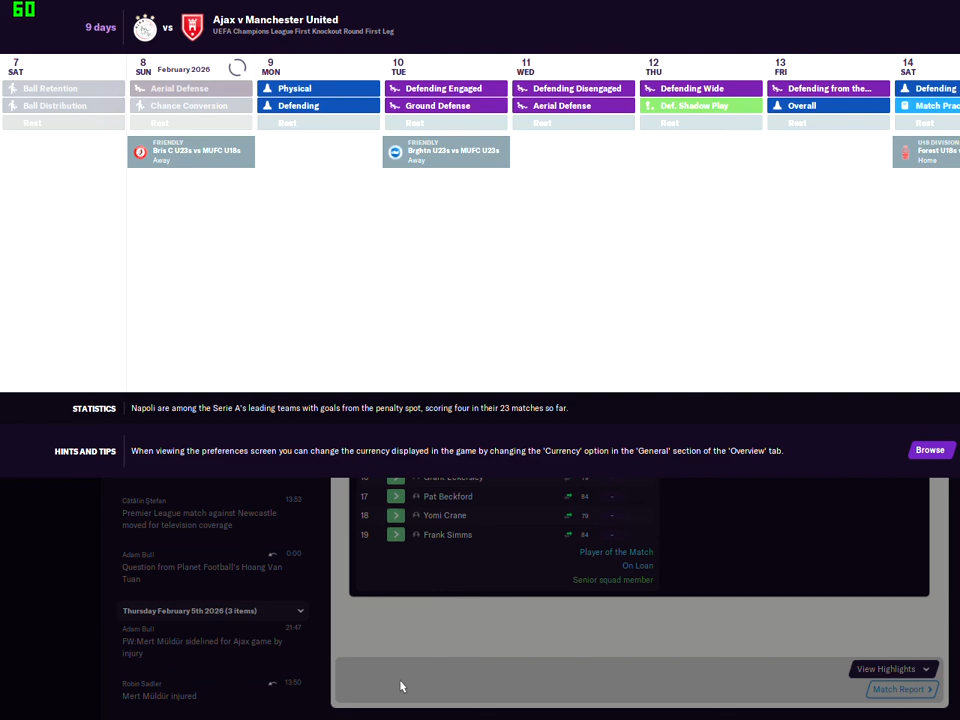 60
9 days
vs
Ajax v Manchester United
UEFA Champions League First Knockout Round First Leg
7
SAT
8
SUN February 2026
9
MON
10
TUE
11
WED
12
THU
13
FRI
14
SAT
Ball Retention
Aerial Defense
Physical
Defending Engaged
Defending Disengaged
Defending Wide
Defending from the...
Defending
Ball Distribution
Chance Conversion
Defending
Ground Defense
Aerial Defense
Def. Shadow Play
Overall
Match Prac
Rest
Rest
Rest
Rest
Rest
Rest
Rest
Rest
FRIENDLY
Bris C U23s vs MUFC U18s
Away
FRIENDLY
Brghtn U23s vs MUFC U23s
Away
U18 DIVISION
Forest U18s v
Home
STATISTICS
Napoli are among the Serie A's leading teams with goals from the penalty spot, scoring four in their 23 matches so far.
HINTS AND TIPS
When viewing the preferences screen you can change the currency displayed in the game by changing the 'Currency' option in the 'General' section of the 'Overview' tab.
Browse
Cătălin Ștefan 13:53
Premier League match against Newcastle
moved for television coverage
Adam Bull 0:00
Question from Planet Football's Hoang Van
Tuan
Thursday February 5th 2026 (3 items)
Adam Bull 21:47
FW:Mert Müldür sidelined for Ajax game by
injury
Robin Sadler 13:50
Mert Müldür injured
17 Pat Beckford 84 -
18 Yomi Crane 79 -
19 Frank Simms 84 -
Player of the Match
On Loan
Senior squad member
View Highlights
Match Report